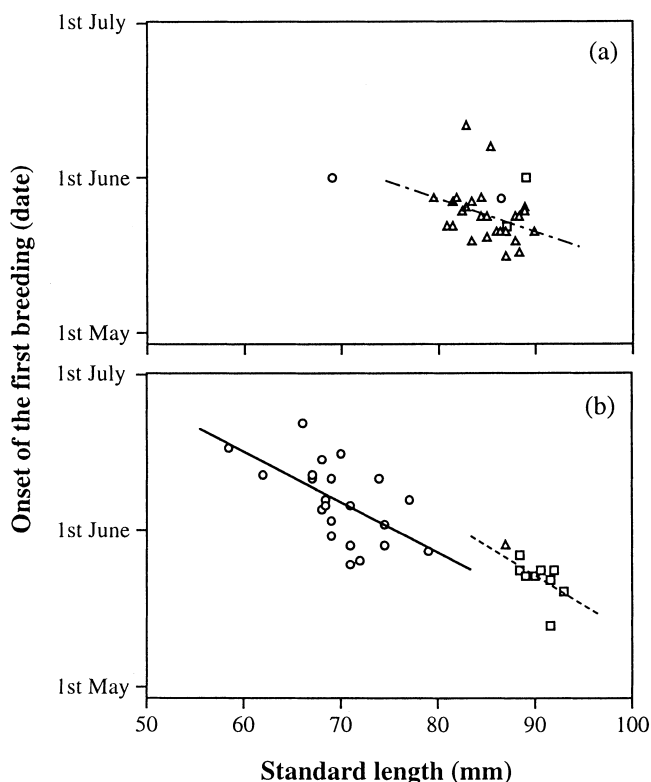 1st July
(a)
1st June
1st May
1st July
(b)
1st June
1st May
50 60 70 80 90 100
Standard length (mm)
Onset of the first breeding (date)